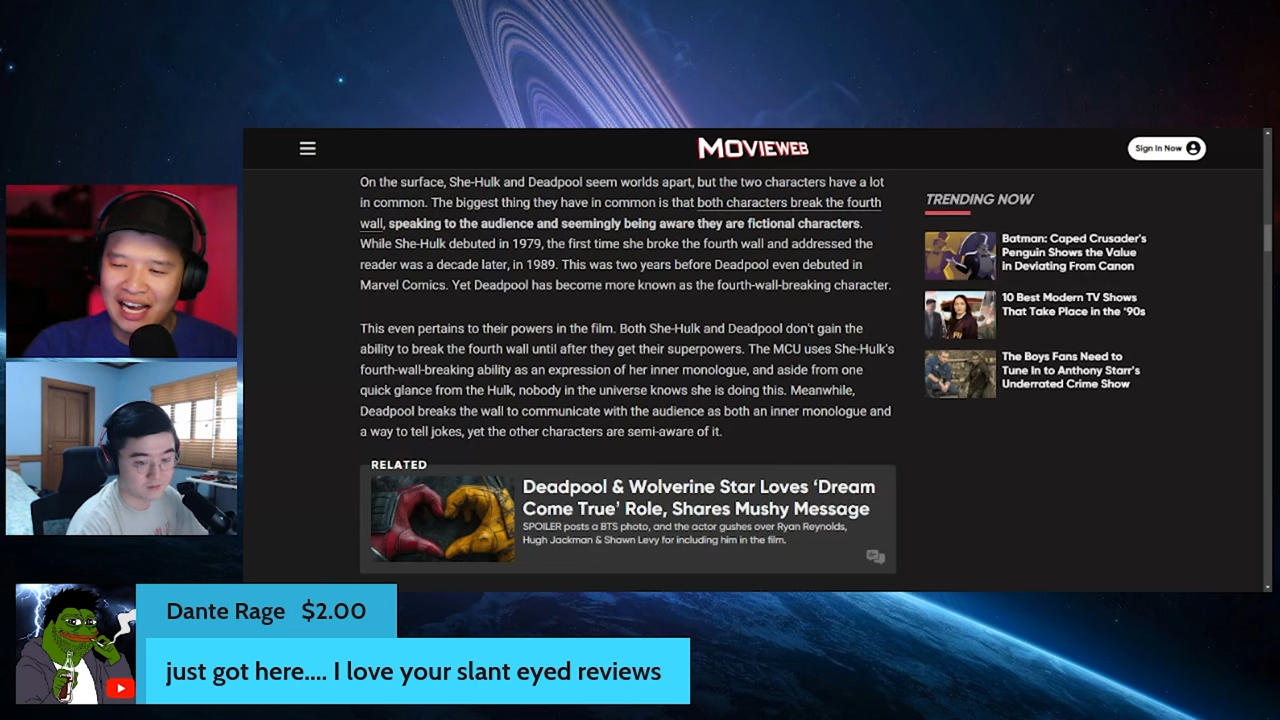 MOVIEWEB
Sign In Now
On the surface, She-Hulk and Deadpool seem worlds apart, but the two characters have a lot
in common. The biggest thing they have in common is that both characters break the fourth
wall, speaking to the audience and seemingly being aware they are fictional characters.
While She-Hulk debuted in 1979, the first time she broke the fourth wall and addressed the
reader was a decade later, in 1989. This was two years before Deadpool even debuted in
Marvel Comics. Yet Deadpool has become more known as the fourth-wall-breaking character.
This even pertains to their powers in the film. Both She-Hulk and Deadpool don't gain the
ability to break the fourth wall until after they get their superpowers. The MCU uses She-Hulk's
fourth-wall-breaking ability as an expression of her inner monologue, and aside from one
quick glance from the Hulk, nobody in the universe knows she is doing this. Meanwhile,
Deadpool breaks the wall to communicate with the audience as both an inner monologue and
a way to tell jokes, yet the other characters are semi-aware of it.
RELATED
Deadpool & Wolverine Star Loves ‘Dream
Come True’ Role, Shares Mushy Message
SPOILER posts a BTS photo, and the actor gushes over Ryan Reynolds,
Hugh Jackman & Shawn Levy for including him in the film.
TRENDING NOW
Batman: Caped Crusader's
Penguin Shows the Value
in Deviating From Canon
10 Best Modern TV Shows
That Take Place in the '90s
The Boys Fans Need to
Tune In to Anthony Starr's
Underrated Crime Show
Dante Rage $2.00
just got here.... I love your slant eyed reviews